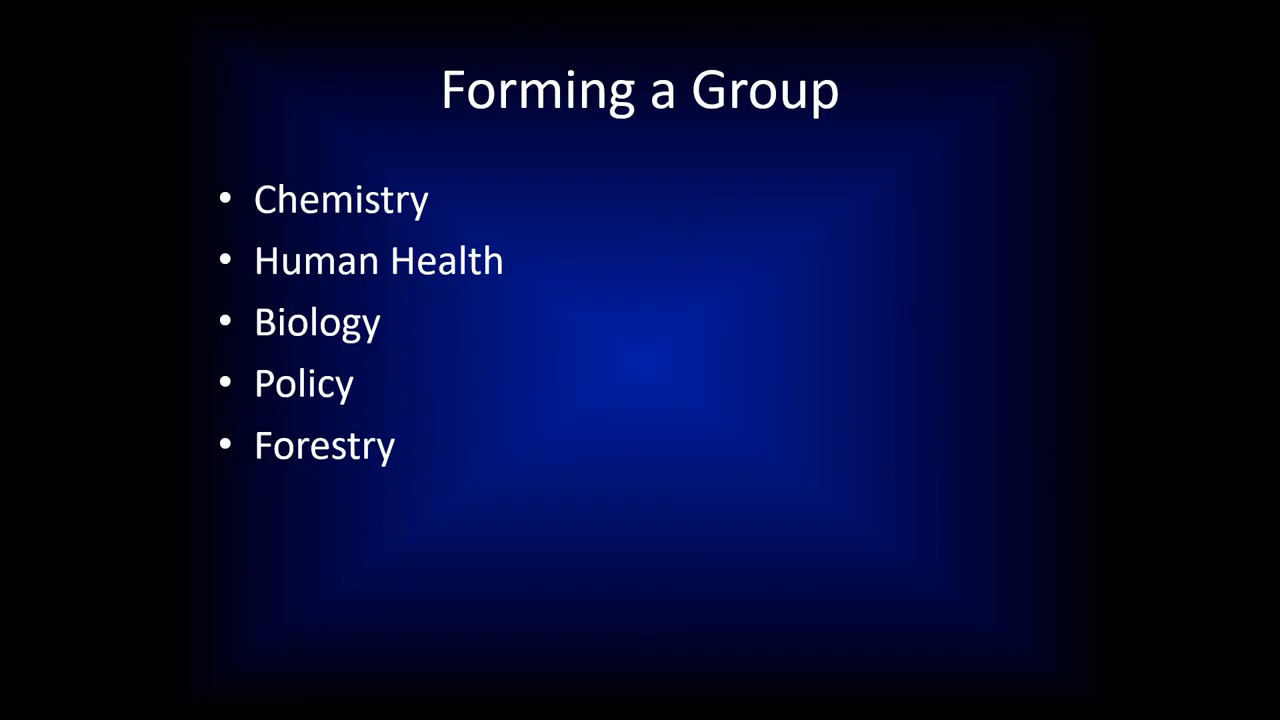 Forming a Group
• Chemistry
• Human Health
• Biology
• Policy
• Forestry